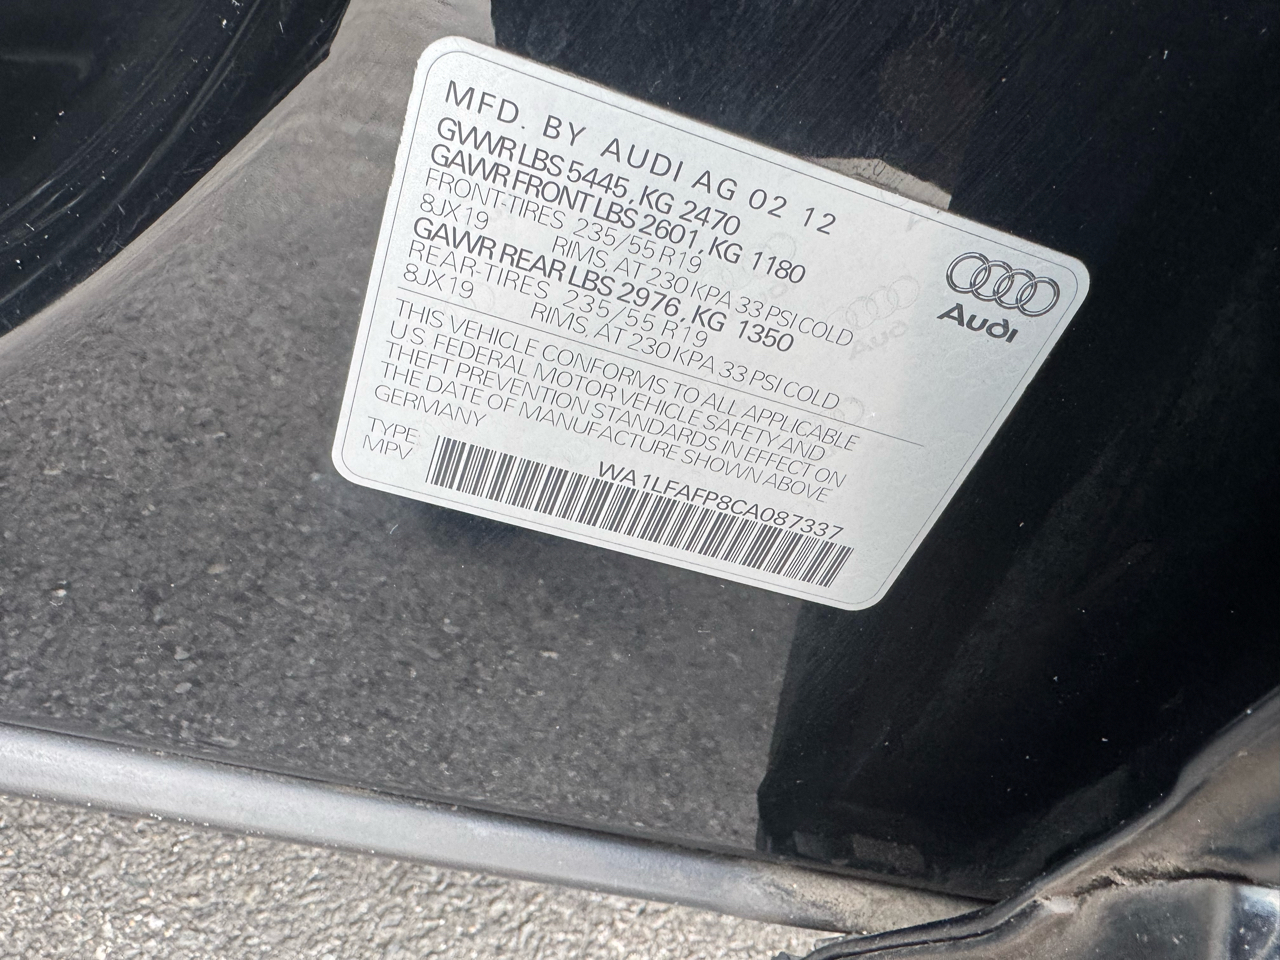 MFD. BY AUDI AG 02 12
GVWR LBS 5445, KG 2470
GAWR FRONT LBS 2601, KG 1180
FRONT-TIRES 235/55 R19
8JX19 RIMS AT 230 KPA 33 PSI COLD
GAWR REAR LBS 2976, KG 1350
REAR-TIRES 235/55 R19
8JX19 RIMS AT 230 KPA 33 PSI COLD
THIS VEHICLE CONFORMS TO ALL APPLICABLE
U.S. FEDERAL MOTOR VEHICLE SAFETY AND
THEFT PREVENTION STANDARDS IN EFFECT ON
THE DATE OF MANUFACTURE SHOWN ABOVE
GERMANY
TYPE:
MPV
WA1LFAFP8CA087337
Audi